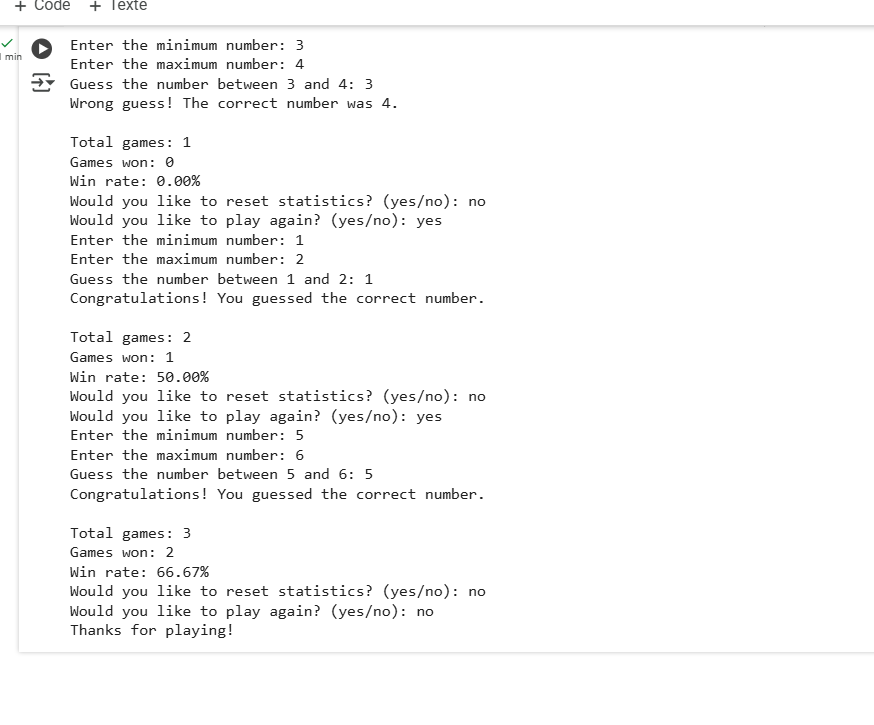 + Code + Texte
1 min
Enter the minimum number: 3
Enter the maximum number: 4
Guess the number between 3 and 4: 3
Wrong guess! The correct number was 4.
Total games: 1
Games won: 0
Win rate: 0.00%
Would you like to reset statistics? (yes/no): no
Would you like to play again? (yes/no): yes
Enter the minimum number: 1
Enter the maximum number: 2
Guess the number between 1 and 2: 1
Congratulations! You guessed the correct number.
Total games: 2
Games won: 1
Win rate: 50.00%
Would you like to reset statistics? (yes/no): no
Would you like to play again? (yes/no): yes
Enter the minimum number: 5
Enter the maximum number: 6
Guess the number between 5 and 6: 5
Congratulations! You guessed the correct number.
Total games: 3
Games won: 2
Win rate: 66.67%
Would you like to reset statistics? (yes/no): no
Would you like to play again? (yes/no): no
Thanks for playing!